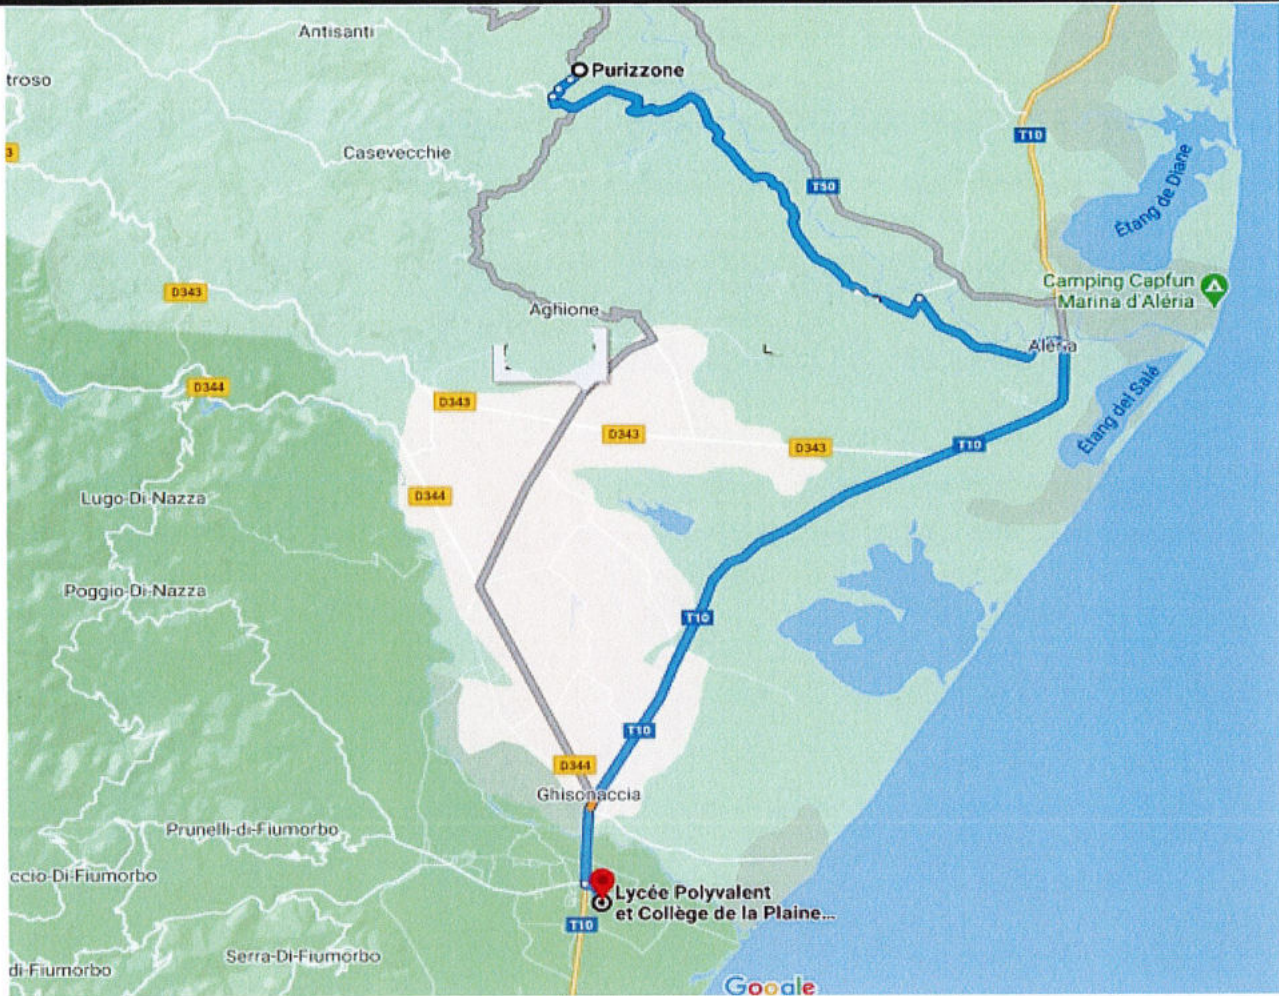 Antisanti
Purizzone
troso
T10
3
Casevecchie
T50
Étang de Diane
D343
Camping Capfun
Marina d'Aléria
Aghione
Aléria
D344
D343
Étang del Sale
D343
T10
D343
D344
Lugo-Di-Nazza
Poggio-Di-Nazza
T10
T10
D344
Ghisonaccia
Prunelli-di-Fiumorbo
ccio-Di-Fiumorbo
Lycée Polyvalent
et Collège de la Plaine...
T10
Serra-Di-Fiumorbo
di-Fiumorbo
Google